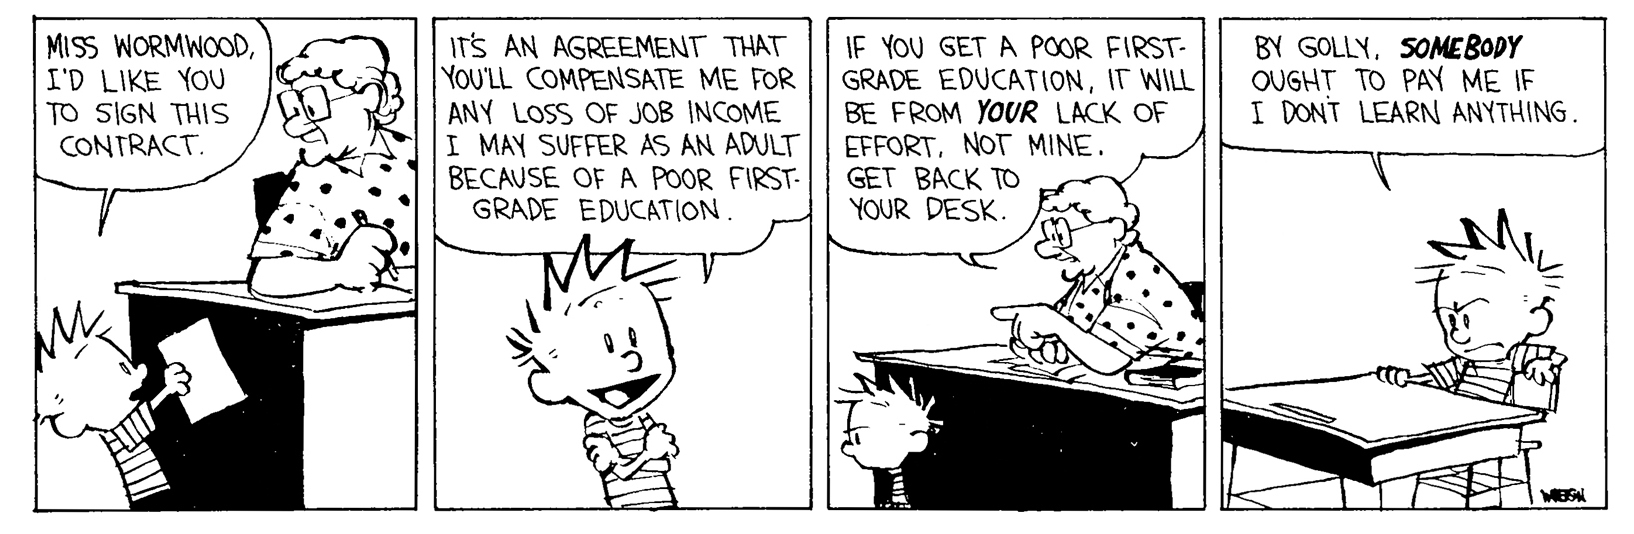 MISS WORMWOOD,
I'D LIKE YOU
TO SIGN THIS
CONTRACT.
IT'S AN AGREEMENT THAT
YOU'LL COMPENSATE ME FOR
ANY LOSS OF JOB INCOME
I MAY SUFFER AS AN ADULT
BECAUSE OF A POOR FIRST-
GRADE EDUCATION.
IF YOU GET A POOR FIRST-
GRADE EDUCATION, IT WILL
BE FROM YOUR LACK OF
EFFORT, NOT MINE.
GET BACK TO
YOUR DESK.
BY GOLLY, SOMEBODY
OUGHT TO PAY ME IF
I DON'T LEARN ANYTHING.